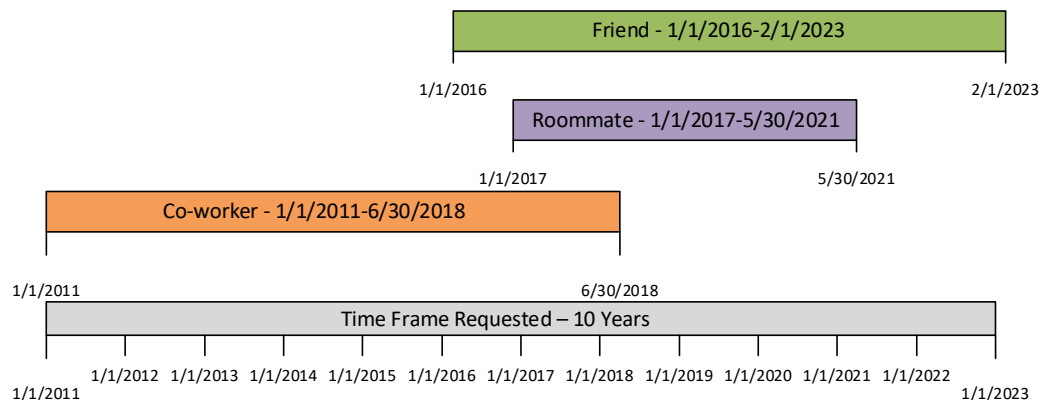 Friend - 1/1/2016-2/1/2023
1/1/2016 2/1/2023
Roommate - 1/1/2017-5/30/2021
1/1/2017 5/30/2021
Co-worker - 1/1/2011-6/30/2018
1/1/2011 6/30/2018
Time Frame Requested – 10 Years
1/1/2012 1/1/2013 1/1/2014 1/1/2015 1/1/2016 1/1/2017 1/1/2018 1/1/2019 1/1/2020 1/1/2021 1/1/2022
1/1/2011 1/1/2023